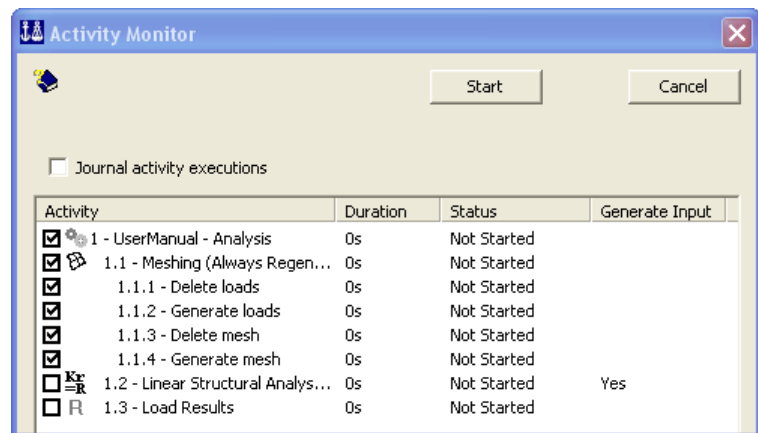 Activity Monitor
Start Cancel
Journal activity executions
Activity Duration Status Generate Input
1 - UserManual - Analysis 0s Not Started
1.1 - Meshing (Always Regen... 0s Not Started
1.1.1 - Delete loads 0s Not Started
1.1.2 - Generate loads 0s Not Started
1.1.3 - Delete mesh 0s Not Started
1.1.4 - Generate mesh 0s Not Started
Kr
=R 1.2 - Linear Structural Analys... 0s Not Started Yes
R 1.3 - Load Results 0s Not Started